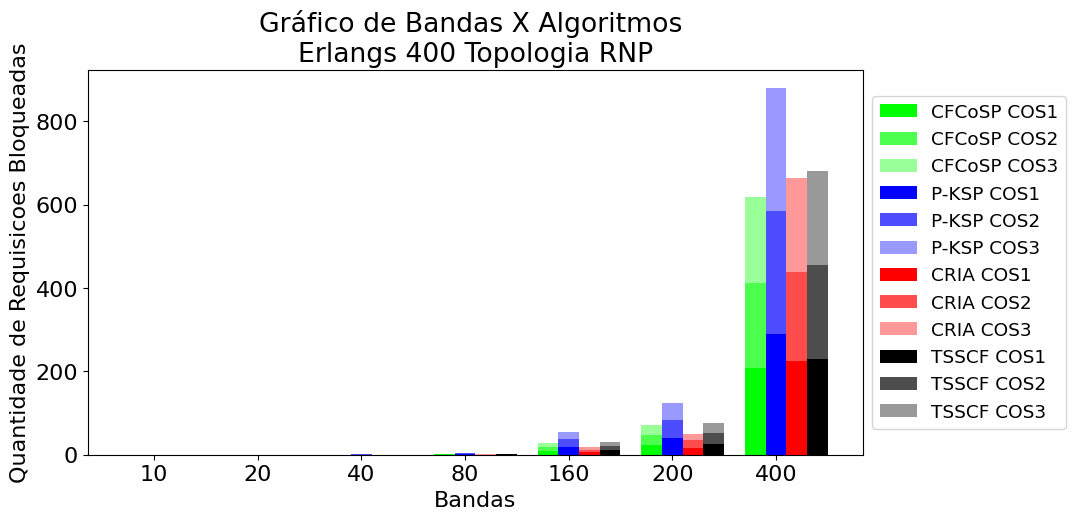 Gráfico de Bandas X Algoritmos
Erlangs 400 Topologia RNP
Quantidade de Requisicoes Bloqueadas
800
600
400
200
0
10 20 40 80 160 200 400
Bandas
CFCoSP COS1
CFCoSP COS2
CFCoSP COS3
P-KSP COS1
P-KSP COS2
P-KSP COS3
CRIA COS1
CRIA COS2
CRIA COS3
TSSCF COS1
TSSCF COS2
TSSCF COS3